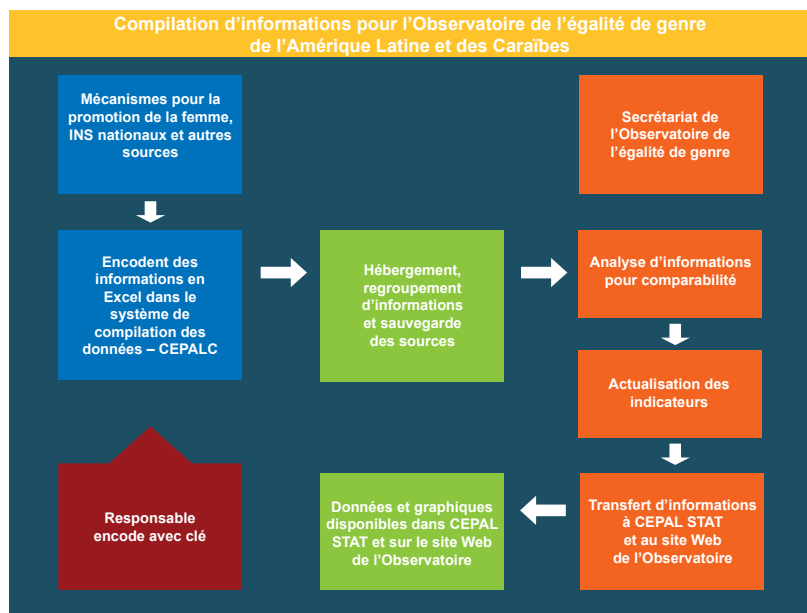 Compilation d’informations pour l’Observatoire de l’égalité de genre
de l’Amérique Latine et des Caraïbes
Mécanismes pour la
promotion de la femme,
INS nationaux et autres
sources
Secrétariat de
l’Observatoire de
l’égalité de genre
Encodent des
informations en
Excel dans le
système de
compilation des
données – CEPALC
Hébergement,
regroupement
d’informations
et sauvegarde
des sources
Analyse d’informations
pour comparabilité
Actualisation des
indicateurs
Responsable
encode avec clé
Données et graphiques
disponibles dans CEPAL
STAT et sur le site Web
de l’Observatoire
Transfert d’informations
à CEPAL STAT
et au site Web
de l’Observatoire